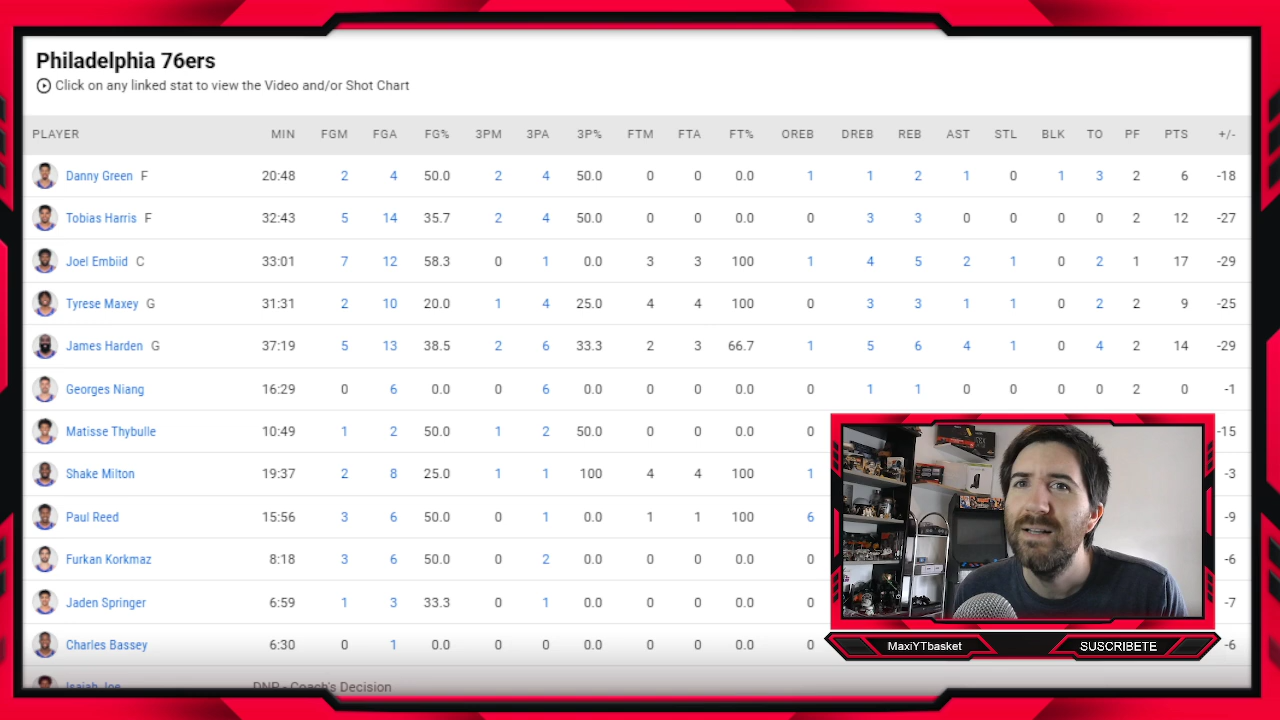 Philadelphia 76ers
Click on any linked stat to view the Video and/or Shot Chart
PLAYER MIN FGM FGA FG% 3PM 3PA 3P% FTM FTA FT% OREB DREB REB AST STL BLK TO PF PTS +/-
Danny Green F 20:48 2 4 50.0 2 4 50.0 0 0 0.0 1 1 2 1 0 1 3 2 6 -18
Tobias Harris F 32:43 5 14 35.7 2 4 50.0 0 0 0.0 0 3 3 0 0 0 0 2 12 -27
Joel Embiid C 33:01 7 12 58.3 0 1 0.0 3 3 100 1 4 5 2 1 0 2 1 17 -29
Tyrese Maxey G 31:31 2 10 20.0 1 4 25.0 4 4 100 0 3 3 1 1 0 2 2 9 -25
James Harden G 37:19 5 13 38.5 2 6 33.3 2 3 66.7 1 5 6 4 1 0 4 2 14 -29
Georges Niang 16:29 0 6 0.0 0 6 0.0 0 0 0.0 0 1 1 0 0 0 0 2 0 -1
Matisse Thybulle 10:49 1 2 50.0 1 2 50.0 0 0 0.0 0 -15
Shake Milton 19:37 2 8 25.0 1 1 100 4 4 100 1 -3
Paul Reed 15:56 3 6 50.0 0 1 0.0 1 1 100 6 -9
Furkan Korkmaz 8:18 3 6 50.0 0 2 0.0 0 0 0.0 0 -6
Jaden Springer 6:59 1 3 33.3 0 1 0.0 0 0 0.0 0 -7
Charles Bassey 6:30 0 1 0.0 0 0 0.0 0 0 0.0 0 -6
Isaiah Joe DNP - Coach's Decision
MaxiYTbasket
SUSCRIBETE